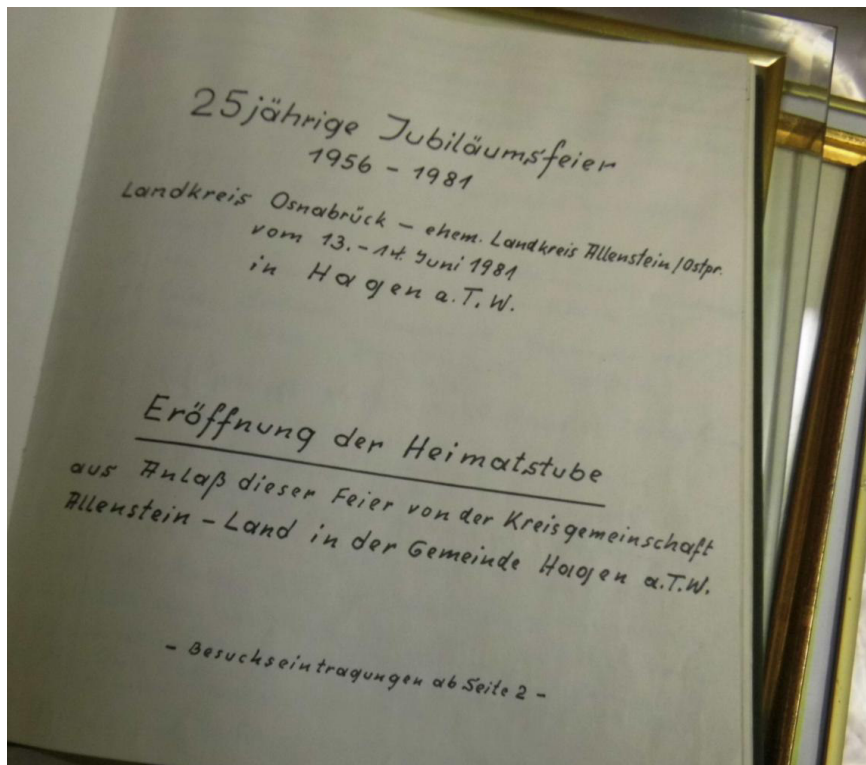 25jährige Jubiläumsfeier
1956 - 1981
Landkreis Osnabrück - ehem. Landkreis Allenstein/Ostpr.
vom 13. - 14. Juni 1981
in Hagen a.T.W.
Eröffnung der Heimatstube
aus Anlaß dieser Feier von der Kreisgemeinschaft
Allenstein - Land in der Gemeinde Hagen a.T.W.
- Besuchseintragungen ab Seite 2 -